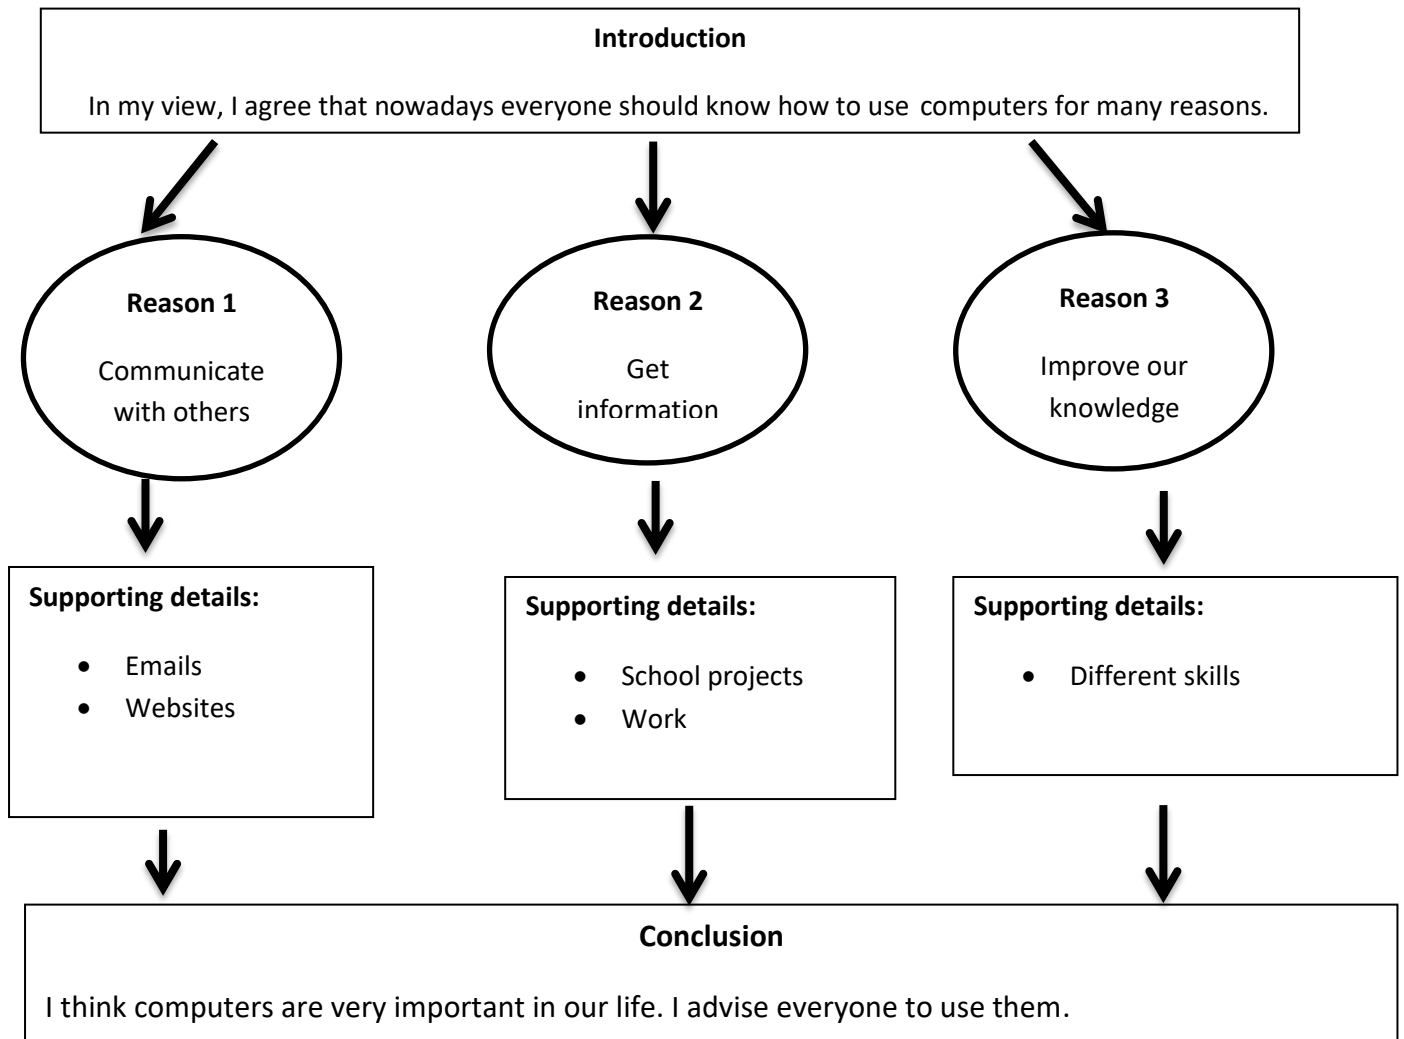 Introduction
In my view, I agree that nowadays everyone should know how to use computers for many reasons.
Reason 1
Communicate
with others
Reason 2
Get
information
Reason 3
Improve our
knowledge
Supporting details:
• Emails
• Websites
Supporting details:
• School projects
• Work
Supporting details:
• Different skills
Conclusion
I think computers are very important in our life. I advise everyone to use them.